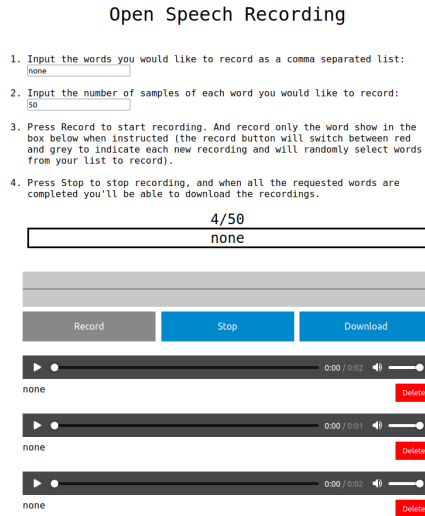 Open Speech Recording
1. Input the words you would like to record as a comma separated list:
none
2. Input the number of samples of each word you would like to record:
50
3. Press Record to start recording. And record only the word show in the
box below when instructed (the record button will switch between red
and grey to indicate each new recording and will randomly select words
from your list to record).
4. Press Stop to stop recording, and when all the requested words are
completed you'll be able to download the recordings.
4/50
none
Record Stop Download
0:00 / 0:02
none Delete
0:00 / 0:01
none Delete
0:00 / 0:02
none Delete